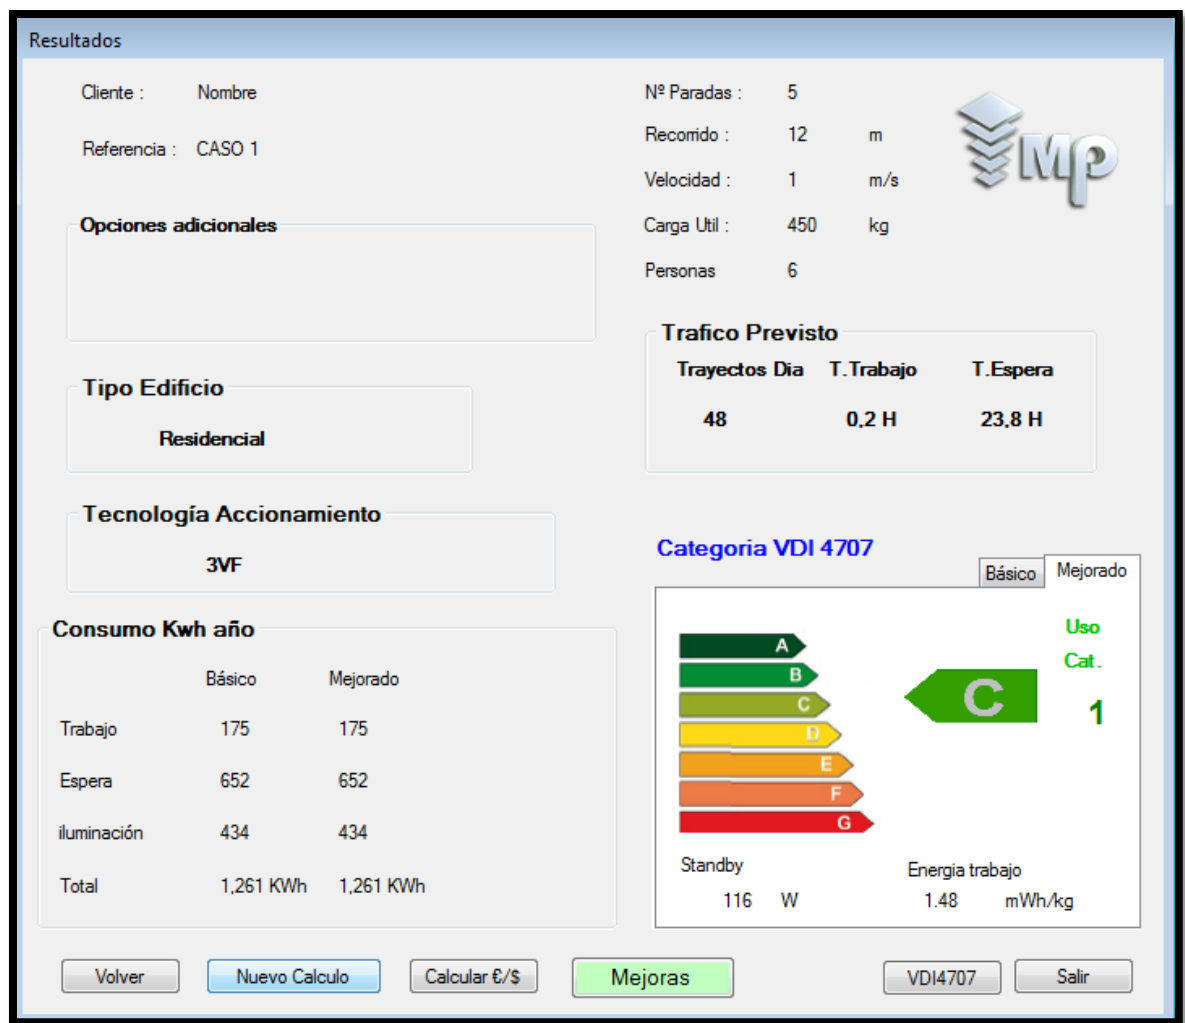 Resultados
Cliente : Nombre
Referencia : CASO 1
Nº Paradas : 5
Recorrido : 12 m
Velocidad : 1 m/s
Carga Util : 450 kg
Personas 6
mp
Opciones adicionales
Trafico Previsto
Trayectos Dia T.Trabajo T.Espera
48 0,2 H 23,8 H
Tipo Edificio
Residencial
Tecnología Accionamiento
3VF
Consumo Kwh año
Básico Mejorado
Trabajo 175 175
Espera 652 652
iluminación 434 434
Total 1,261 KWh 1,261 KWh
Categoria VDI 4707
Básico Mejorado
A
B
C
D
E
F
G
C
Uso
Cat.
1
Standby
116 W
Energia trabajo
1.48 mWh/kg
Volver Nuevo Calculo Calcular €/$ Mejoras VDI4707 Salir